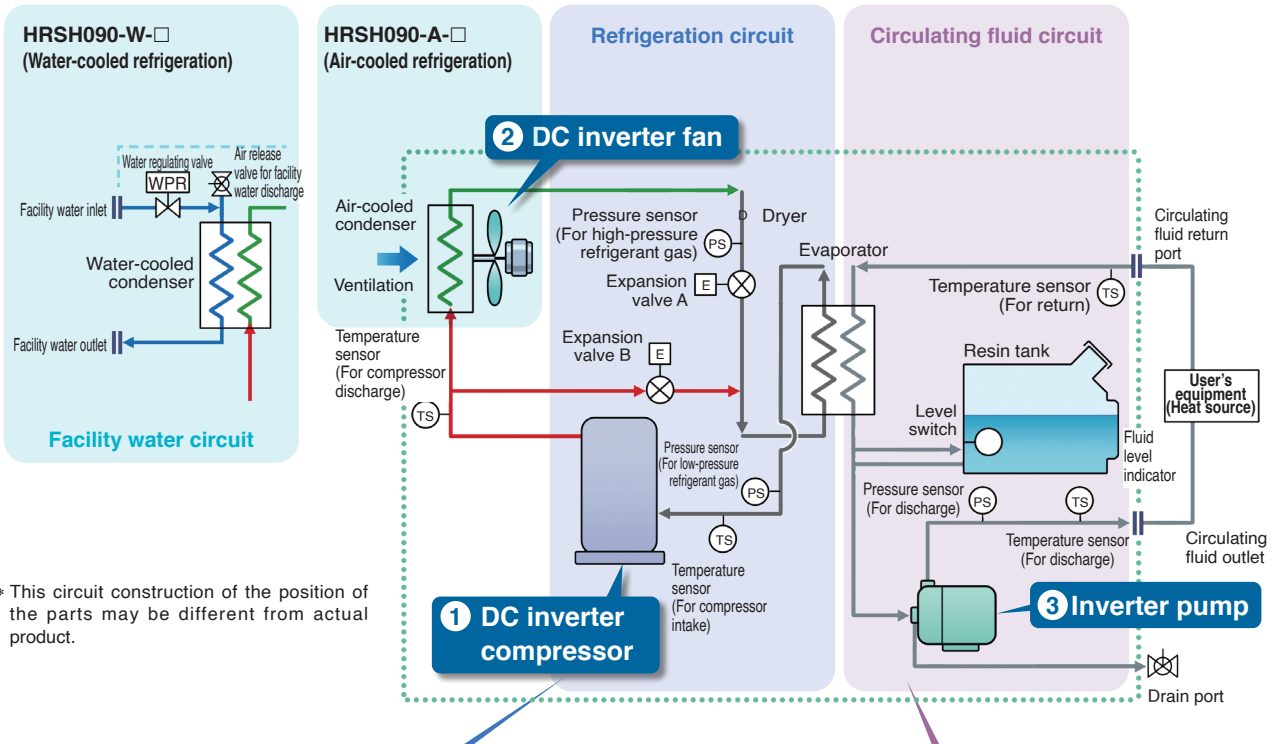 HRSH090-W-□
(Water-cooled refrigeration)
Water regulating valve
WPR
Air release
valve for facility
water discharge
Facility water inlet
Water-cooled
condenser
Facility water outlet
Facility water circuit
HRSH090-A-□
(Air-cooled refrigeration)
2 DC inverter fan
Air-cooled
condenser
Ventilation
Temperature
sensor
(For compressor
discharge)
TS
Refrigeration circuit
Pressure sensor
(For high-pressure
refrigerant gas)
PS
D
Dryer
Expansion
valve A
E
Evaporator
Expansion
valve B
E
Pressure sensor
(For low-pressure
refrigerant gas)
PS
TS
Temperature
sensor
(For compressor
intake)
1 DC inverter
compressor
Circulating fluid circuit
Circulating
fluid return
port
Temperature sensor
(For return)
TS
Resin tank
Level
switch
Fluid
level
indicator
User's
equipment
(Heat source)
Pressure sensor
(For discharge)
PS
TS
Temperature sensor
(For discharge)
Circulating
fluid outlet
3 Inverter pump
Drain port
* This circuit construction of the position of
the parts may be different from actual
product.